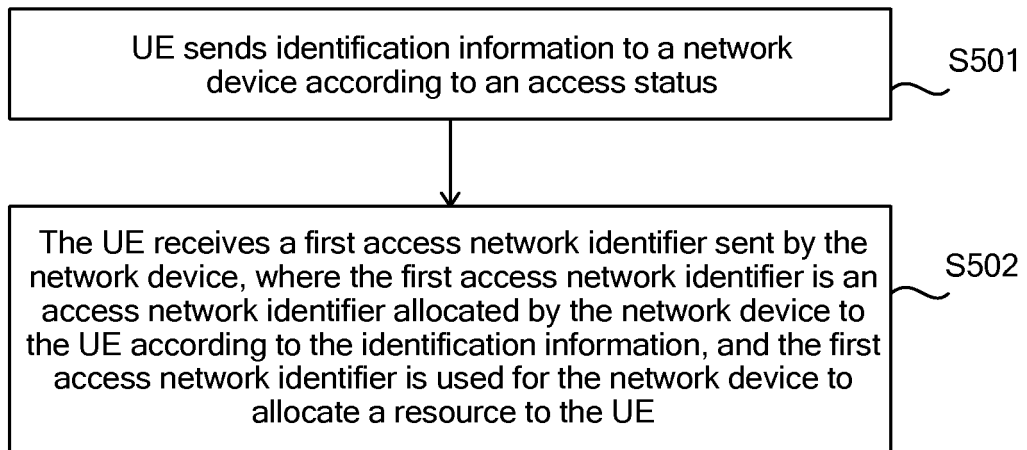 UE sends identification information to a network
device according to an access status
S501
The UE receives a first access network identifier sent by the
network device, where the first access network identifier is an
access network identifier allocated by the network device to
the UE according to the identification information, and the first
access network identifier is used for the network device to
allocate a resource to the UE
S502